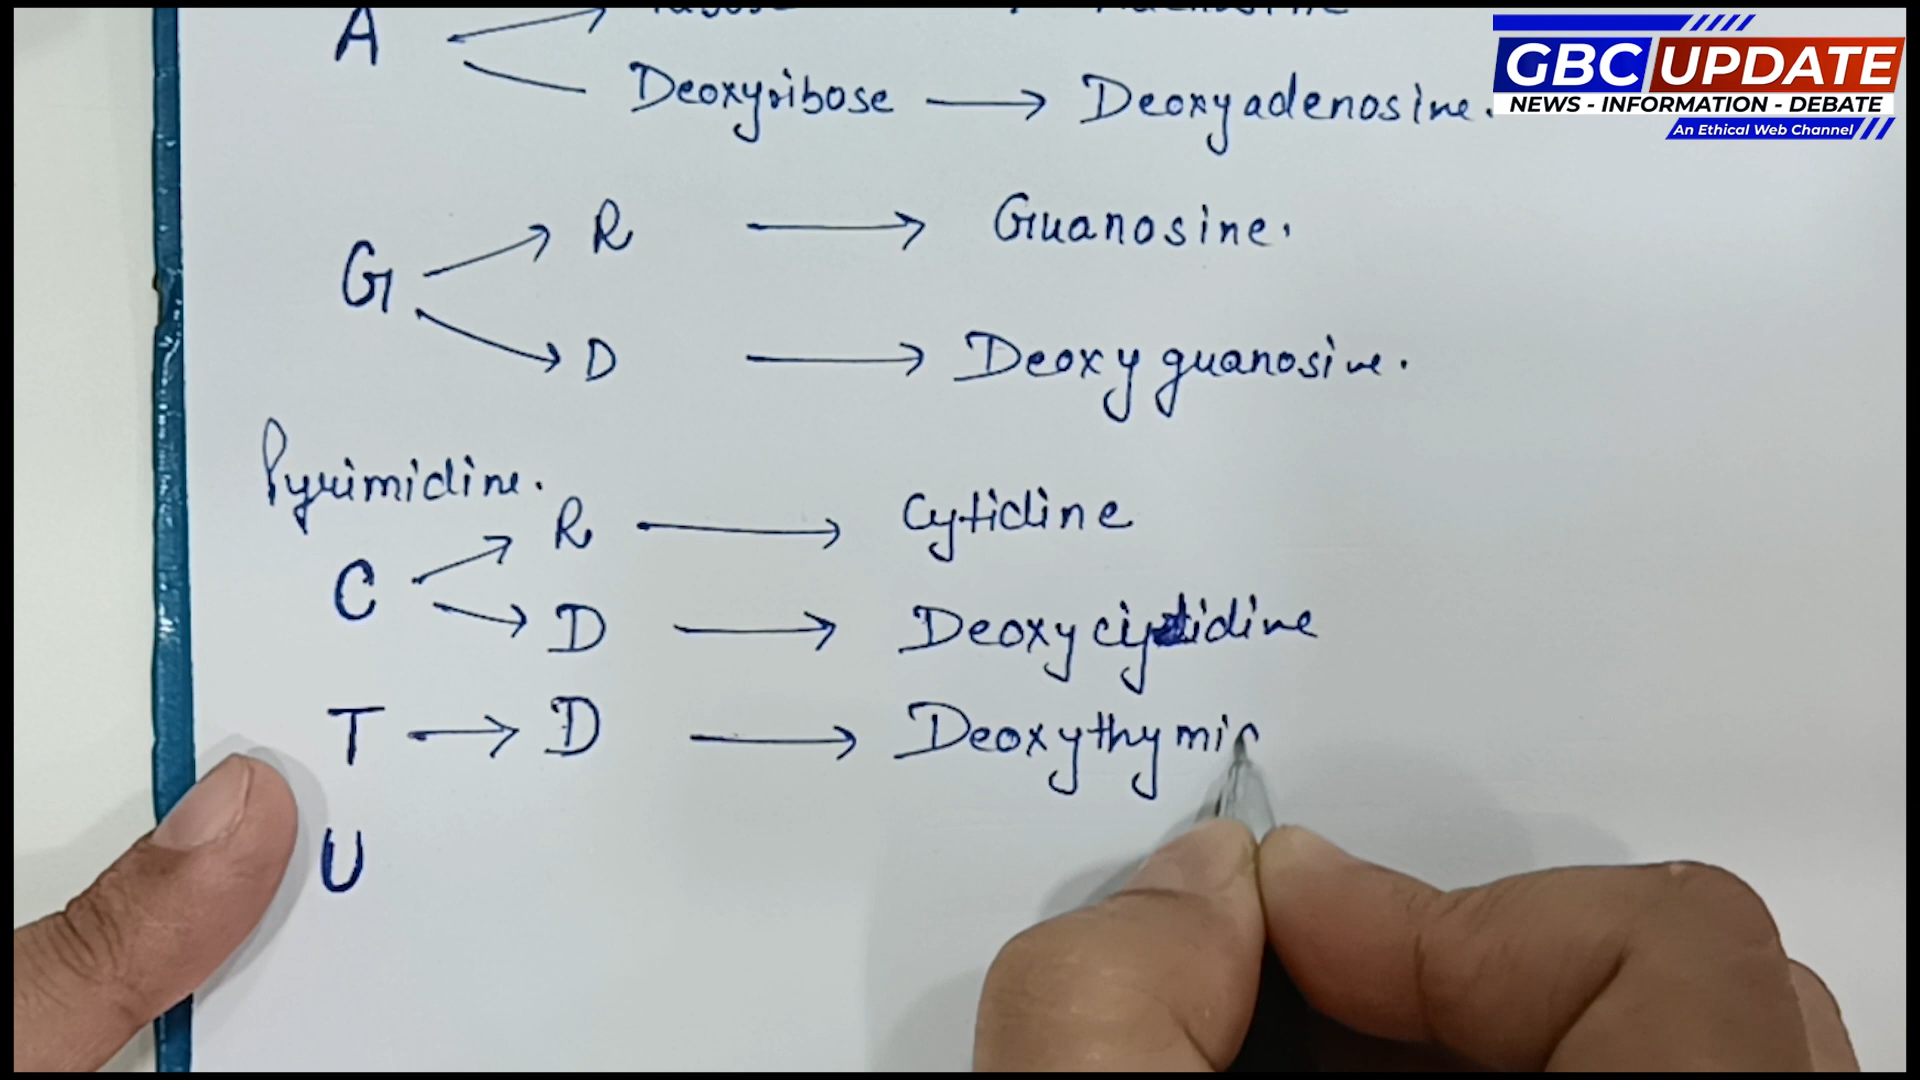 GBC UPDATE
NEWS - INFORMATION - DEBATE
An Ethical Web Channel
A
Deoxyribose → Deoxyadenosine.
G → R → Guanosine.
→ D → Deoxyguanosine.
Pyrimidine.
C → R → Cytidine
→ D → Deoxycytidine
T → D → Deoxythymi
U